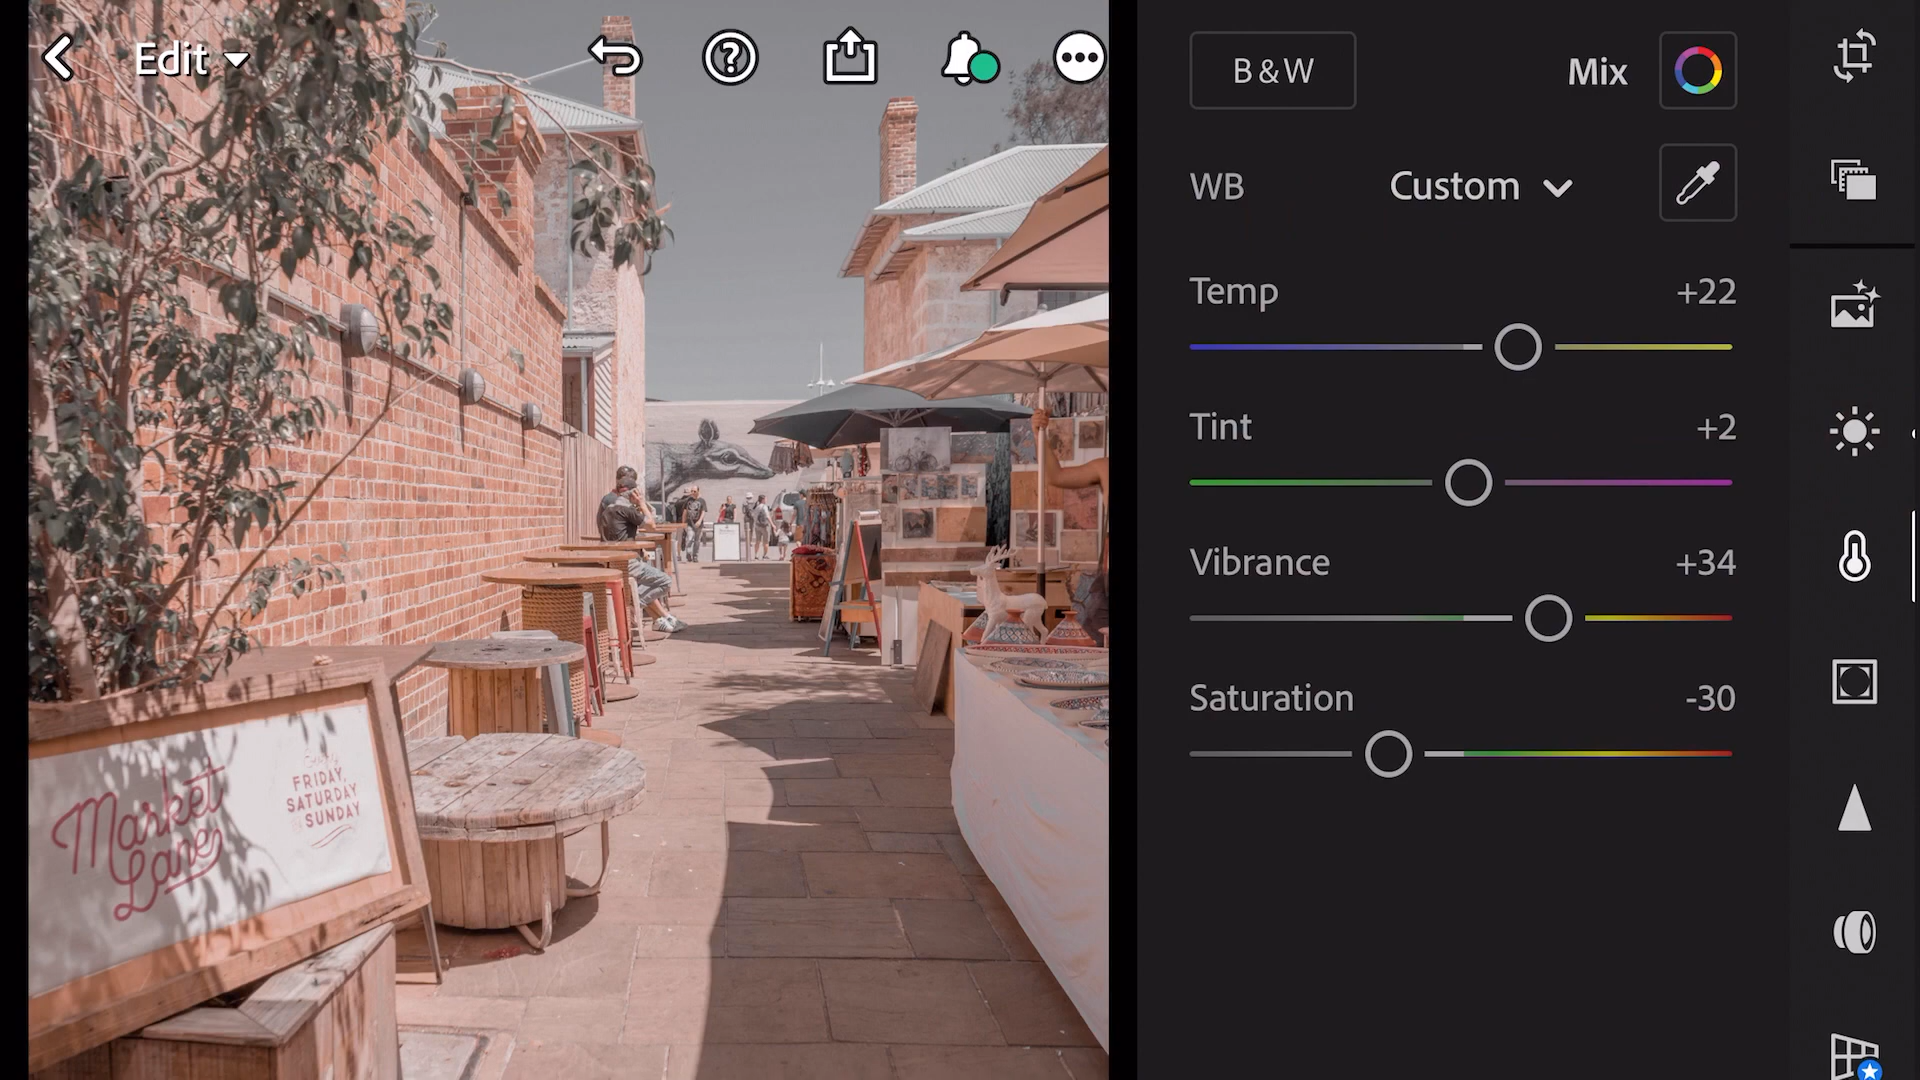 Edit
B&W
Mix
WB
Custom
Temp
+22
Tint
+2
Vibrance
+34
Saturation
-30
Market
Lane
FRIDAY,
SATURDAY
SUNDAY